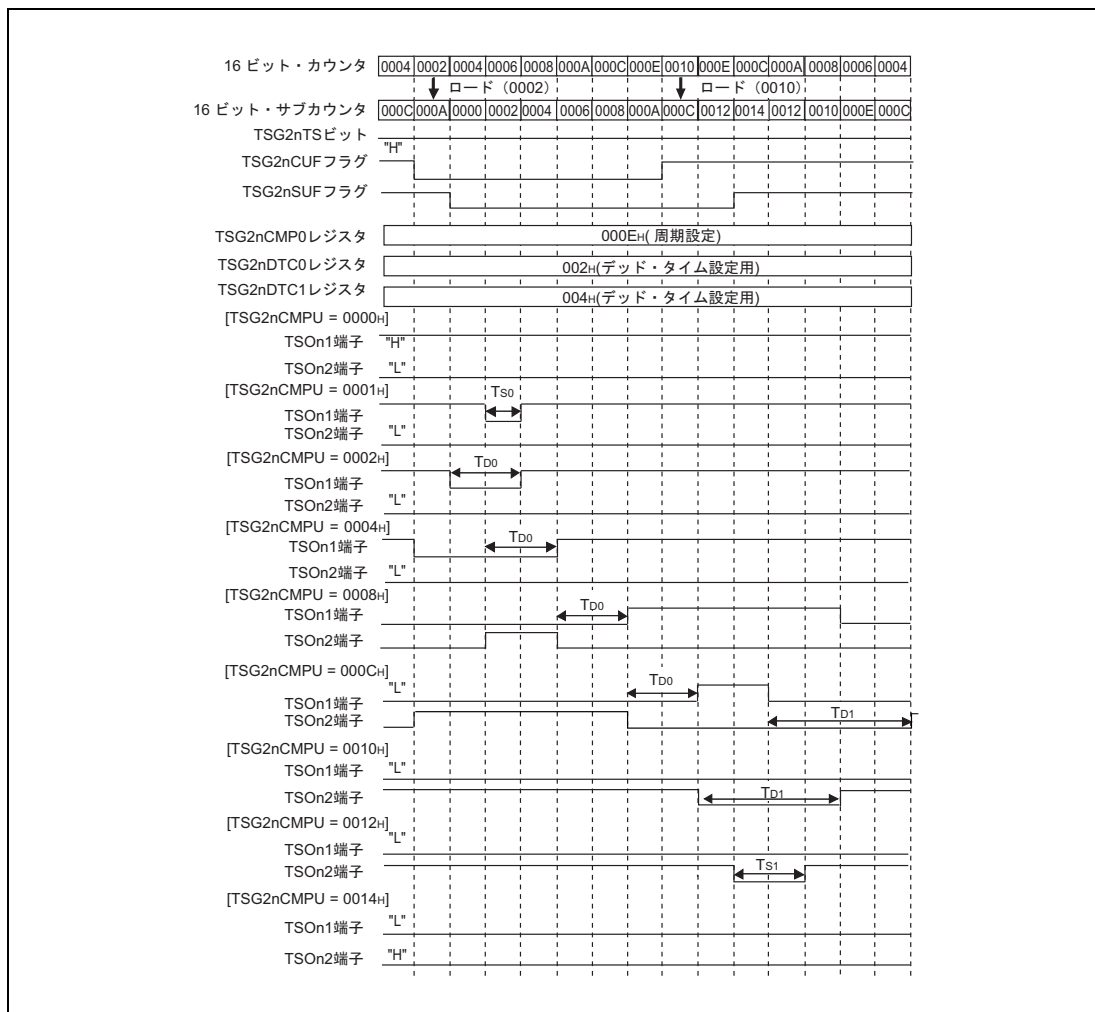 16 ビット・カウンタ 0004 0002 0004 0006 0008 000A 000C 000E 0010 000E 000C 000A 0008 0006 0004
ロード（0002） ロード（0010）
16 ビット・サブカウンタ 000C 000A 0000 0002 0004 0006 0008 000A 000C 0012 0014 0012 0010 000E 000C
TSG2nTSビット
"H"
TSG2nCUFフラグ
TSG2nSUFフラグ
TSG2nCMP0レジスタ 000EH( 周期設定)
TSG2nDTC0レジスタ 002H(デッド・タイム設定用)
TSG2nDTC1レジスタ 004H(デッド・タイム設定用)
[TSG2nCMPU = 0000H]
TSOn1端子 "H"
TSOn2端子 "L"
[TSG2nCMPU = 0001H] TS0
TSOn1端子
TSOn2端子 "L"
[TSG2nCMPU = 0002H] TD0
TSOn1端子
TSOn2端子 "L"
[TSG2nCMPU = 0004H]
TSOn1端子 TD0
TSOn2端子 "L"
[TSG2nCMPU = 0008H]
TSOn1端子 TD0
TSOn2端子
[TSG2nCMPU = 000CH]
"L" TD0
TSOn1端子
TSOn2端子 TD1
[TSG2nCMPU = 0010H]
TSOn1端子 "L"
TSOn2端子 TD1
[TSG2nCMPU = 0012H]
"L"
TSOn1端子
TSOn2端子 TS1
[TSG2nCMPU = 0014H]
TSOn1端子 "L"
TSOn2端子 "H"